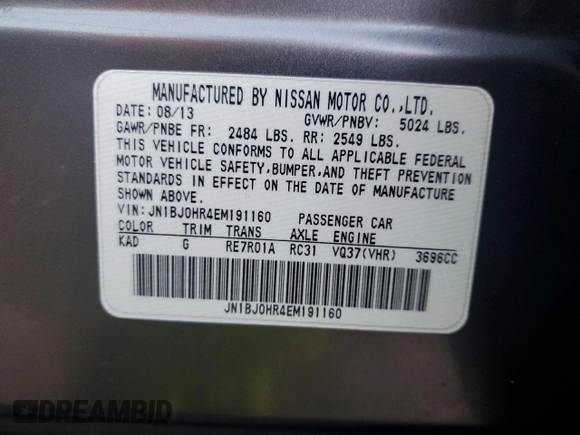 MANUFACTURED BY NISSAN MOTOR CO.,LTD.
DATE: 08/13 GVWR/PNBV: 5024 LBS.
GAWR/PNBE FR: 2484 LBS. RR: 2549 LBS.
THIS VEHICLE CONFORMS TO ALL APPLICABLE FEDERAL
MOTOR VEHICLE SAFETY,BUMPER,AND THEFT PREVENTION
STANDARDS IN EFFECT ON THE DATE OF MANUFACTURE
SHOWN ABOVE.
VIN: JN1BJ0HR4EM191160 PASSENGER CAR
COLOR TRIM TRANS AXLE ENGINE
KAD G RE7R01A RC31 VQ37(VHR) 3696CC
JN1BJ0HR4EM191160
DREAMBID